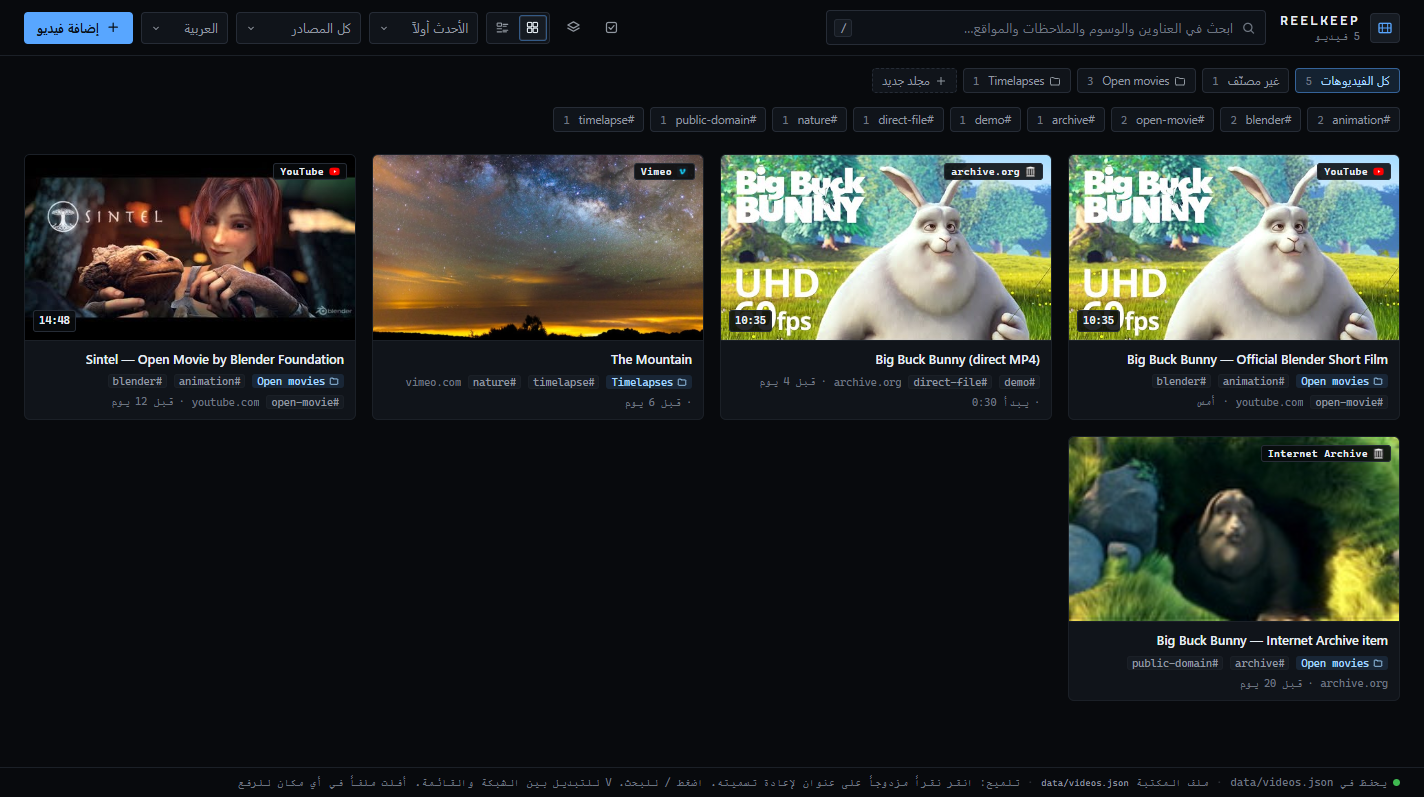 REELKEEP
5 فيديو
ابحث في العناوين والوسوم والملاحظات والمواقع...
/
الأحدث أولاً
كل المصادر
العربية
+ إضافة فيديو
كل الفيديوهات 5
غير مصنّف 1
Open movies 3
Timelapses 1
+ مجلد جديد
#animation 2
#blender 2
#open-movie 2
#archive 1
#demo 1
#direct-file 1
#nature 1
#public-domain 1
#timelapse 1
YouTube
Big Buck
BUNNY
UHD
60fps
10:35
Big Buck Bunny — Official Blender Short Film
Open movies #animation #blender
#open-movie youtube.com · أمس
archive.org
Big Buck
BUNNY
UHD
60fps
10:35
Big Buck Bunny (direct MP4)
#demo #direct-file archive.org · قبل 4 يوم
· يبدأ 0:30
Vimeo
The Mountain
Timelapses #timelapse #nature vimeo.com
· قبل 6 يوم
YouTube
SINTEL
blender
14:48
Sintel — Open Movie by Blender Foundation
Open movies #animation #blender
#open-movie youtube.com · قبل 12 يوم
Internet Archive
Big Buck Bunny — Internet Archive item
Open movies #archive #public-domain
archive.org · قبل 20 يوم
يحفظ في data/videos.json · ملف المكتبة data/videos.json · تلميح: انقر نقراً مزدوجاً على عنوان لإعادة تسميته. اضغط / للبحث. V للتبديل بين الشبكة والقائمة. أفلت ملفاً في أي مكان للرفع